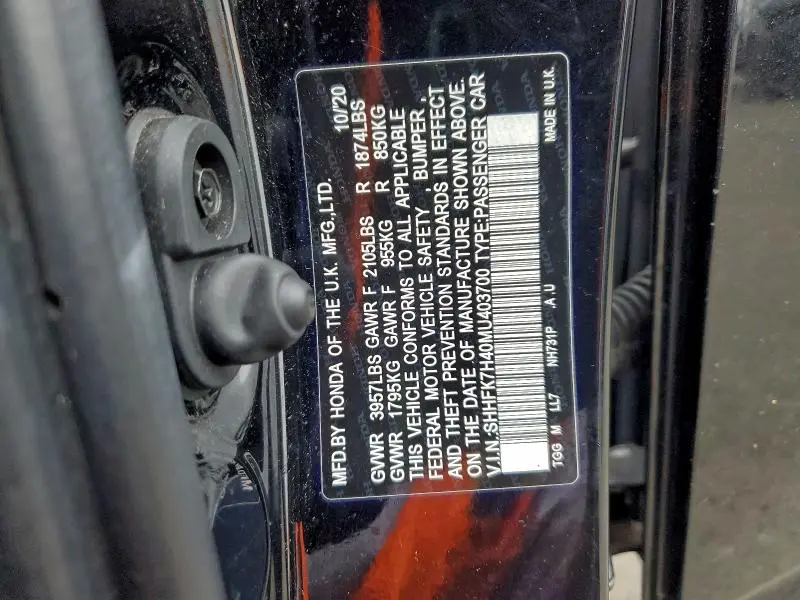 MFD.BY HONDA OF THE U.K. MFG.,LTD. 10/20
GVWR 3957LBS GAWR F 2105LBS R 1874LBS
GVWR 1795KG GAWR F 955KG R 850KG
THIS VEHICLE CONFORMS TO ALL APPLICABLE
FEDERAL MOTOR VEHICLE SAFETY , BUMPER ,
AND THEFT PREVENTION STANDARDS IN EFFECT
ON THE DATE OF MANUFACTURE SHOWN ABOVE.
V.I.N.:SHHFK7H40MU403700 TYPE:PASSENGER CAR
TGG M LL7 NH731P A U MADE IN U.K.